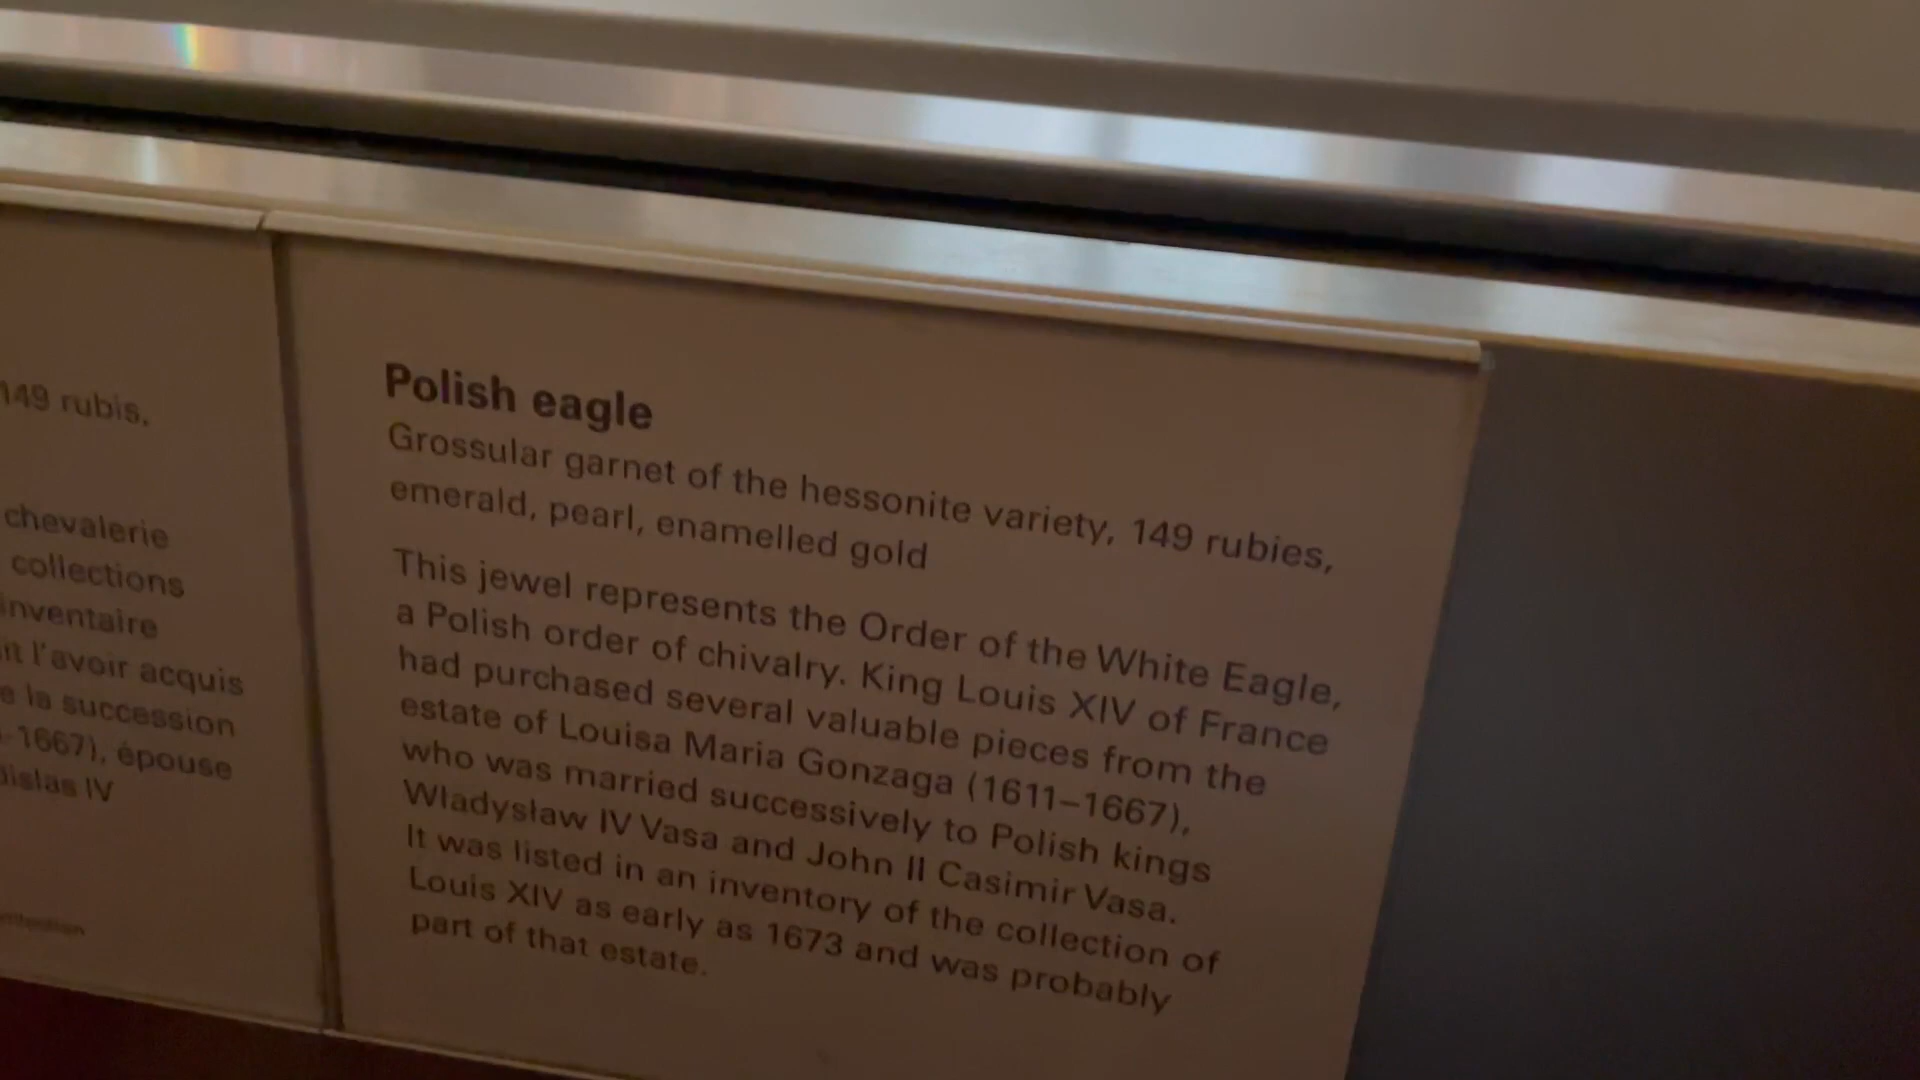 149 rubis,
chevalerie
collections
inventaire
l'avoir acquis
la succession
1667), épouse
IV
Polish eagle
Grossular garnet of the hessonite variety, 149 rubies,
emerald, pearl, enamelled gold
This jewel represents the Order of the White Eagle,
a Polish order of chivalry. King Louis XIV of France
had purchased several valuable pieces from the
estate of Louisa Maria Gonzaga (1611–1667),
who was married successively to Polish kings
Władysław IV Vasa and John II Casimir Vasa.
It was listed in an inventory of the collection of
Louis XIV as early as 1673 and was probably
part of that estate.